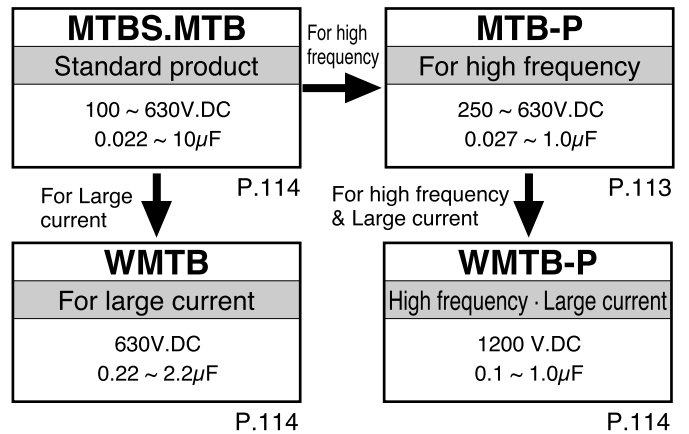 MTBS.MTB
Standard product
100 ~ 630V.DC
0.022 ~ 10μF
P.114
For high
frequency
MTB-P
For high frequency
250 ~ 630V.DC
0.027 ~ 1.0μF
P.113
For Large
current
For high frequency
& Large current
WMTB
For large current
630V.DC
0.22 ~ 2.2μF
P.114
WMTB-P
High frequency · Large current
1200 V.DC
0.1 ~ 1.0μF
P.114